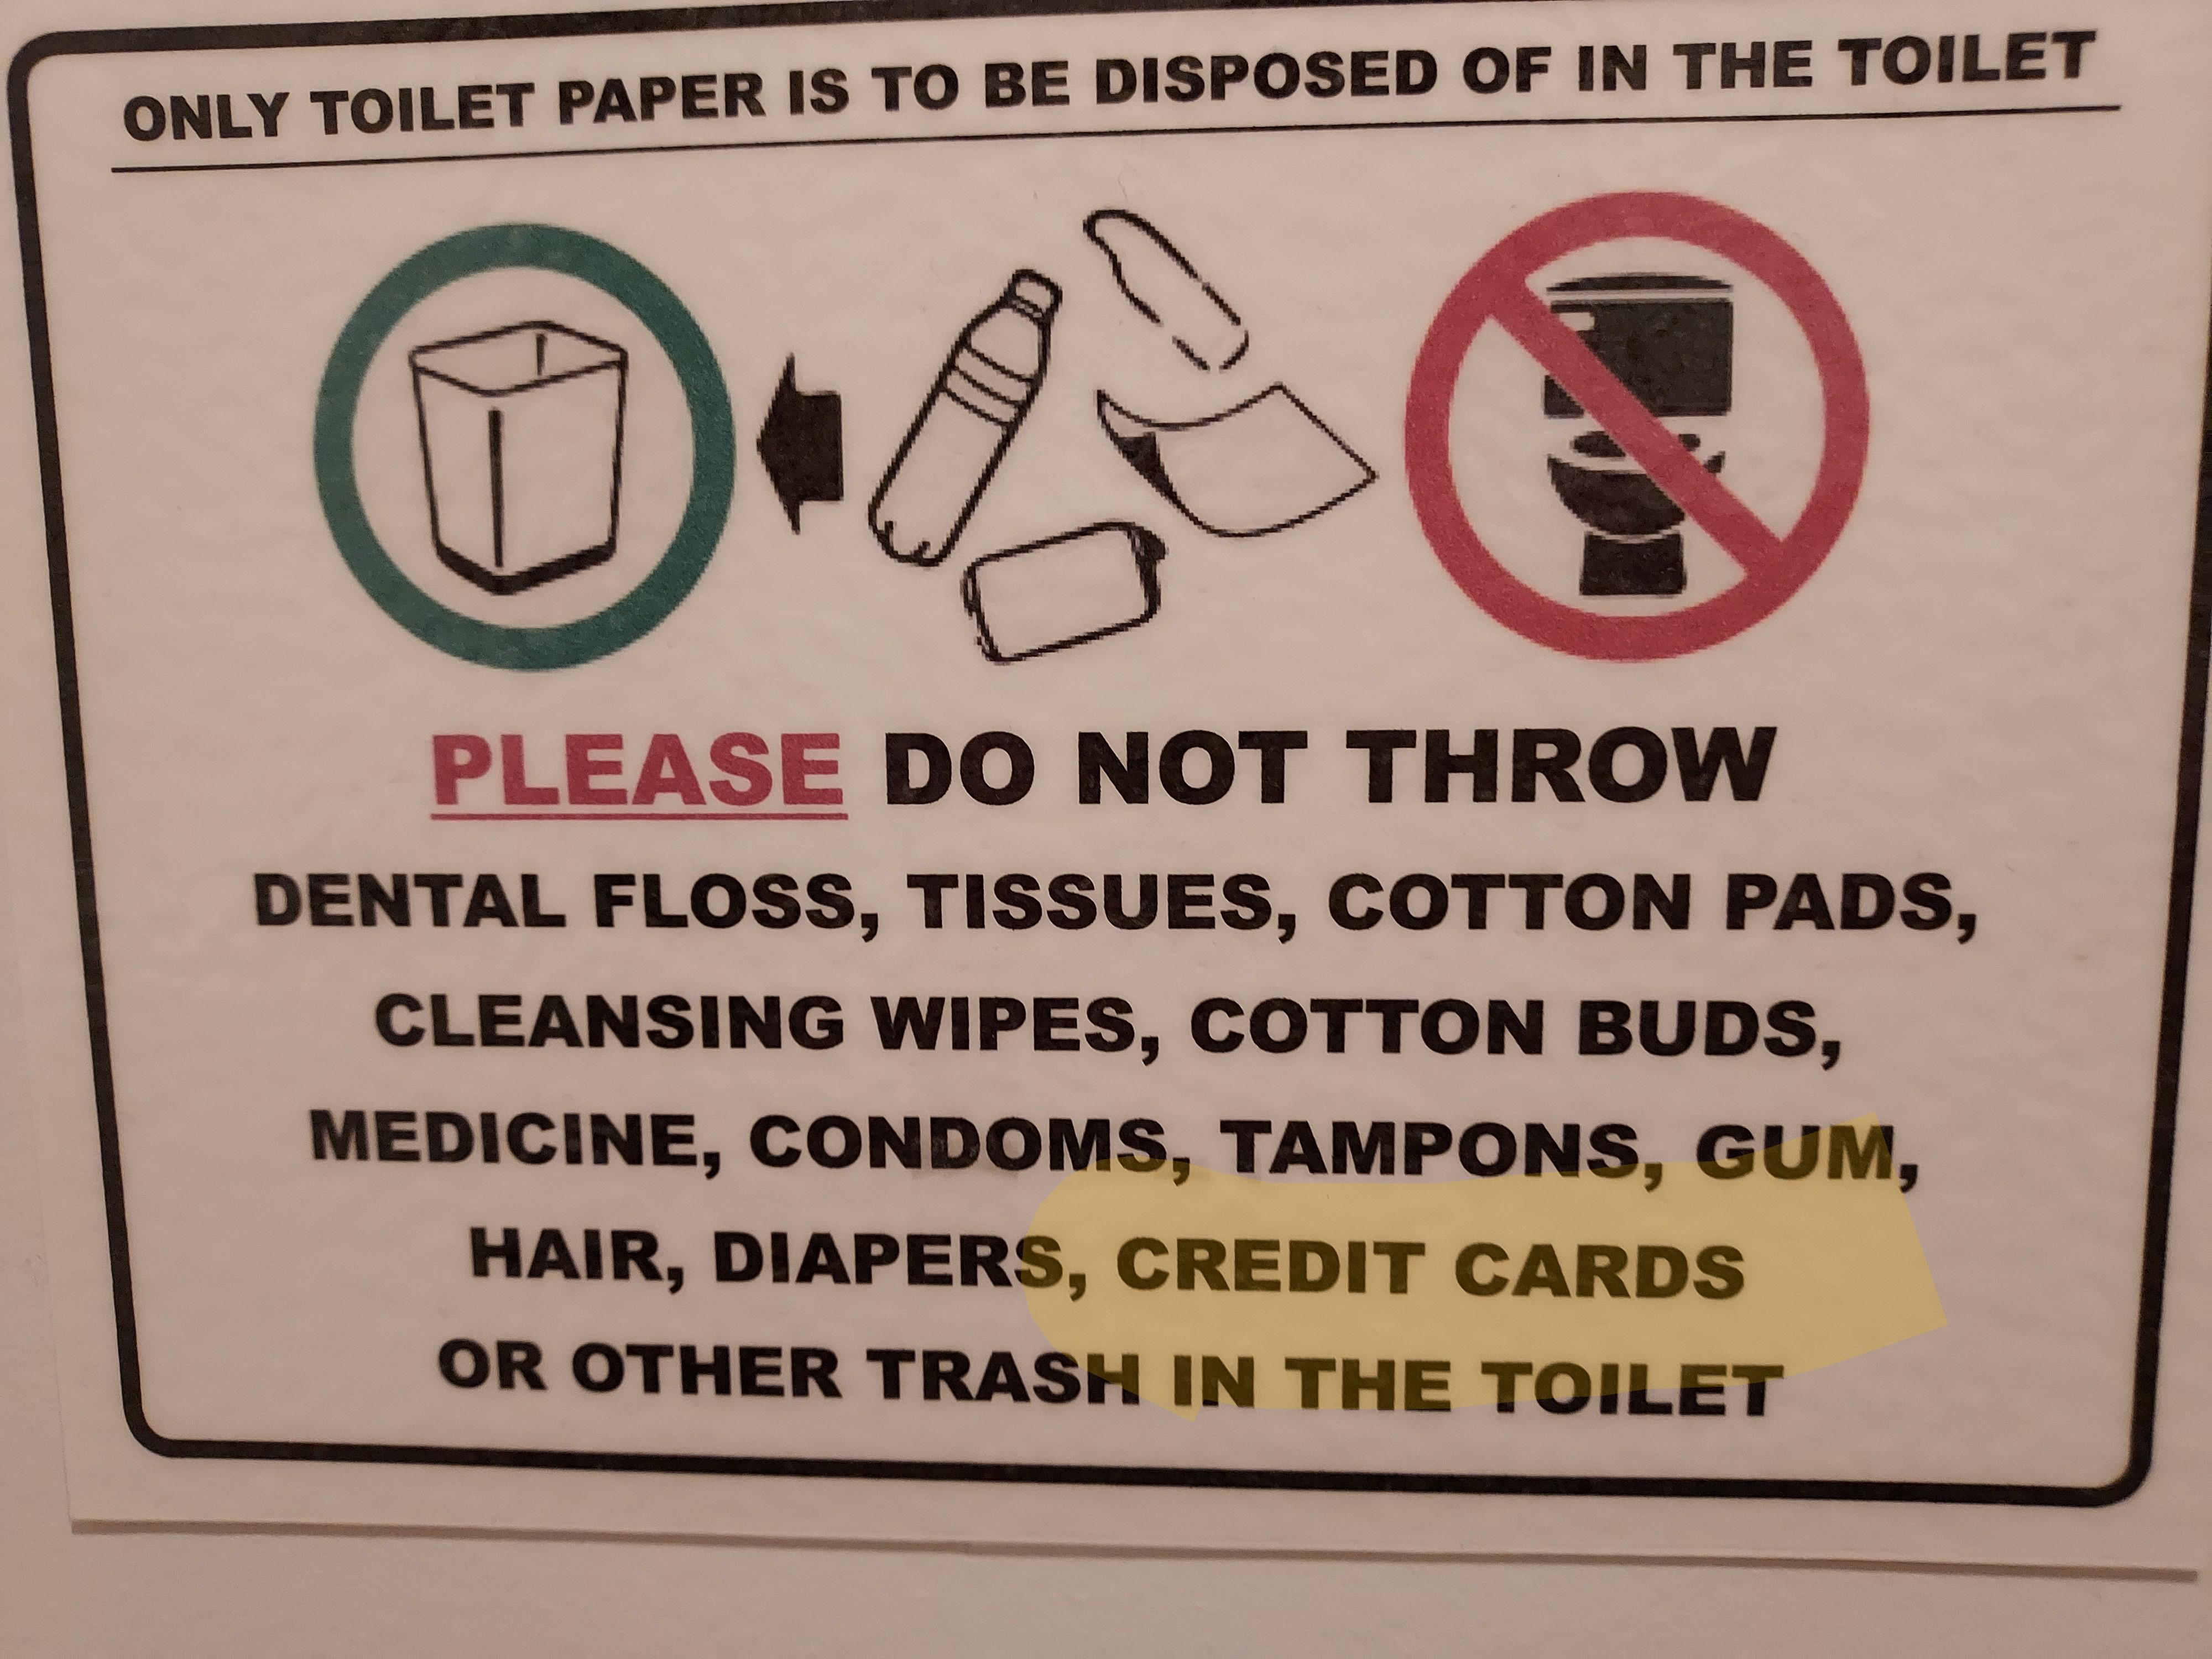 ONLY TOILET PAPER IS TO BE DISPOSED OF IN THE TOILET
PLEASE DO NOT THROW
DENTAL FLOSS, TISSUES, COTTON PADS,
CLEANSING WIPES, COTTON BUDS,
MEDICINE, CONDOMS, TAMPONS, GUM,
HAIR, DIAPERS, CREDIT CARDS
OR OTHER TRASH IN THE TOILET